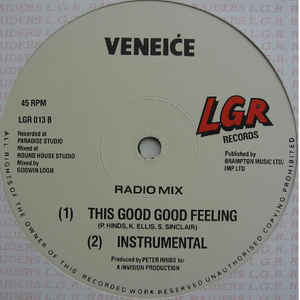 VENEIĆE
45 RPM
LGR 013 B
Recorded at
PARADISE STUDIO
Mixed at
ROUND HOUSE STUDIO
Mixed by
GODWIN LOGIE
LGR
RECORDS
Published by
BRAMPTON MUSIC LTD/
IMP LTD
RADIO MIX
(1) THIS GOOD GOOD FEELING
(P. HINDS, K. ELLIS, S. SINCLAIR)
(2) INSTRUMENTAL
Produced by PETER HINDS for
A INVASION PRODUCTION
ALL RIGHTS OF THE OWNER OF THIS RECORDED WORK RESERVED UNAUTHORISED COPYING PROHIBITED